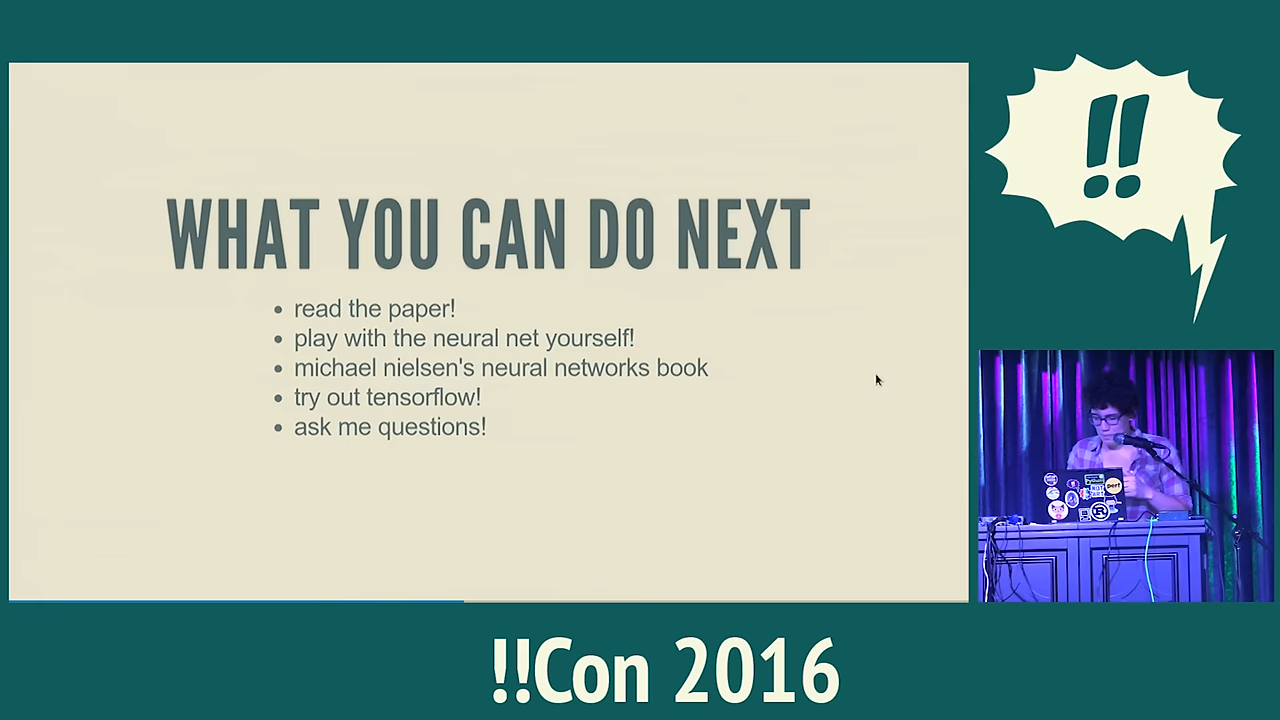 WHAT YOU CAN DO NEXT
read the paper!
play with the neural net yourself!
michael nielsen's neural networks book
try out tensorflow!
ask me questions!
!!
perf
R
!!Con 2016